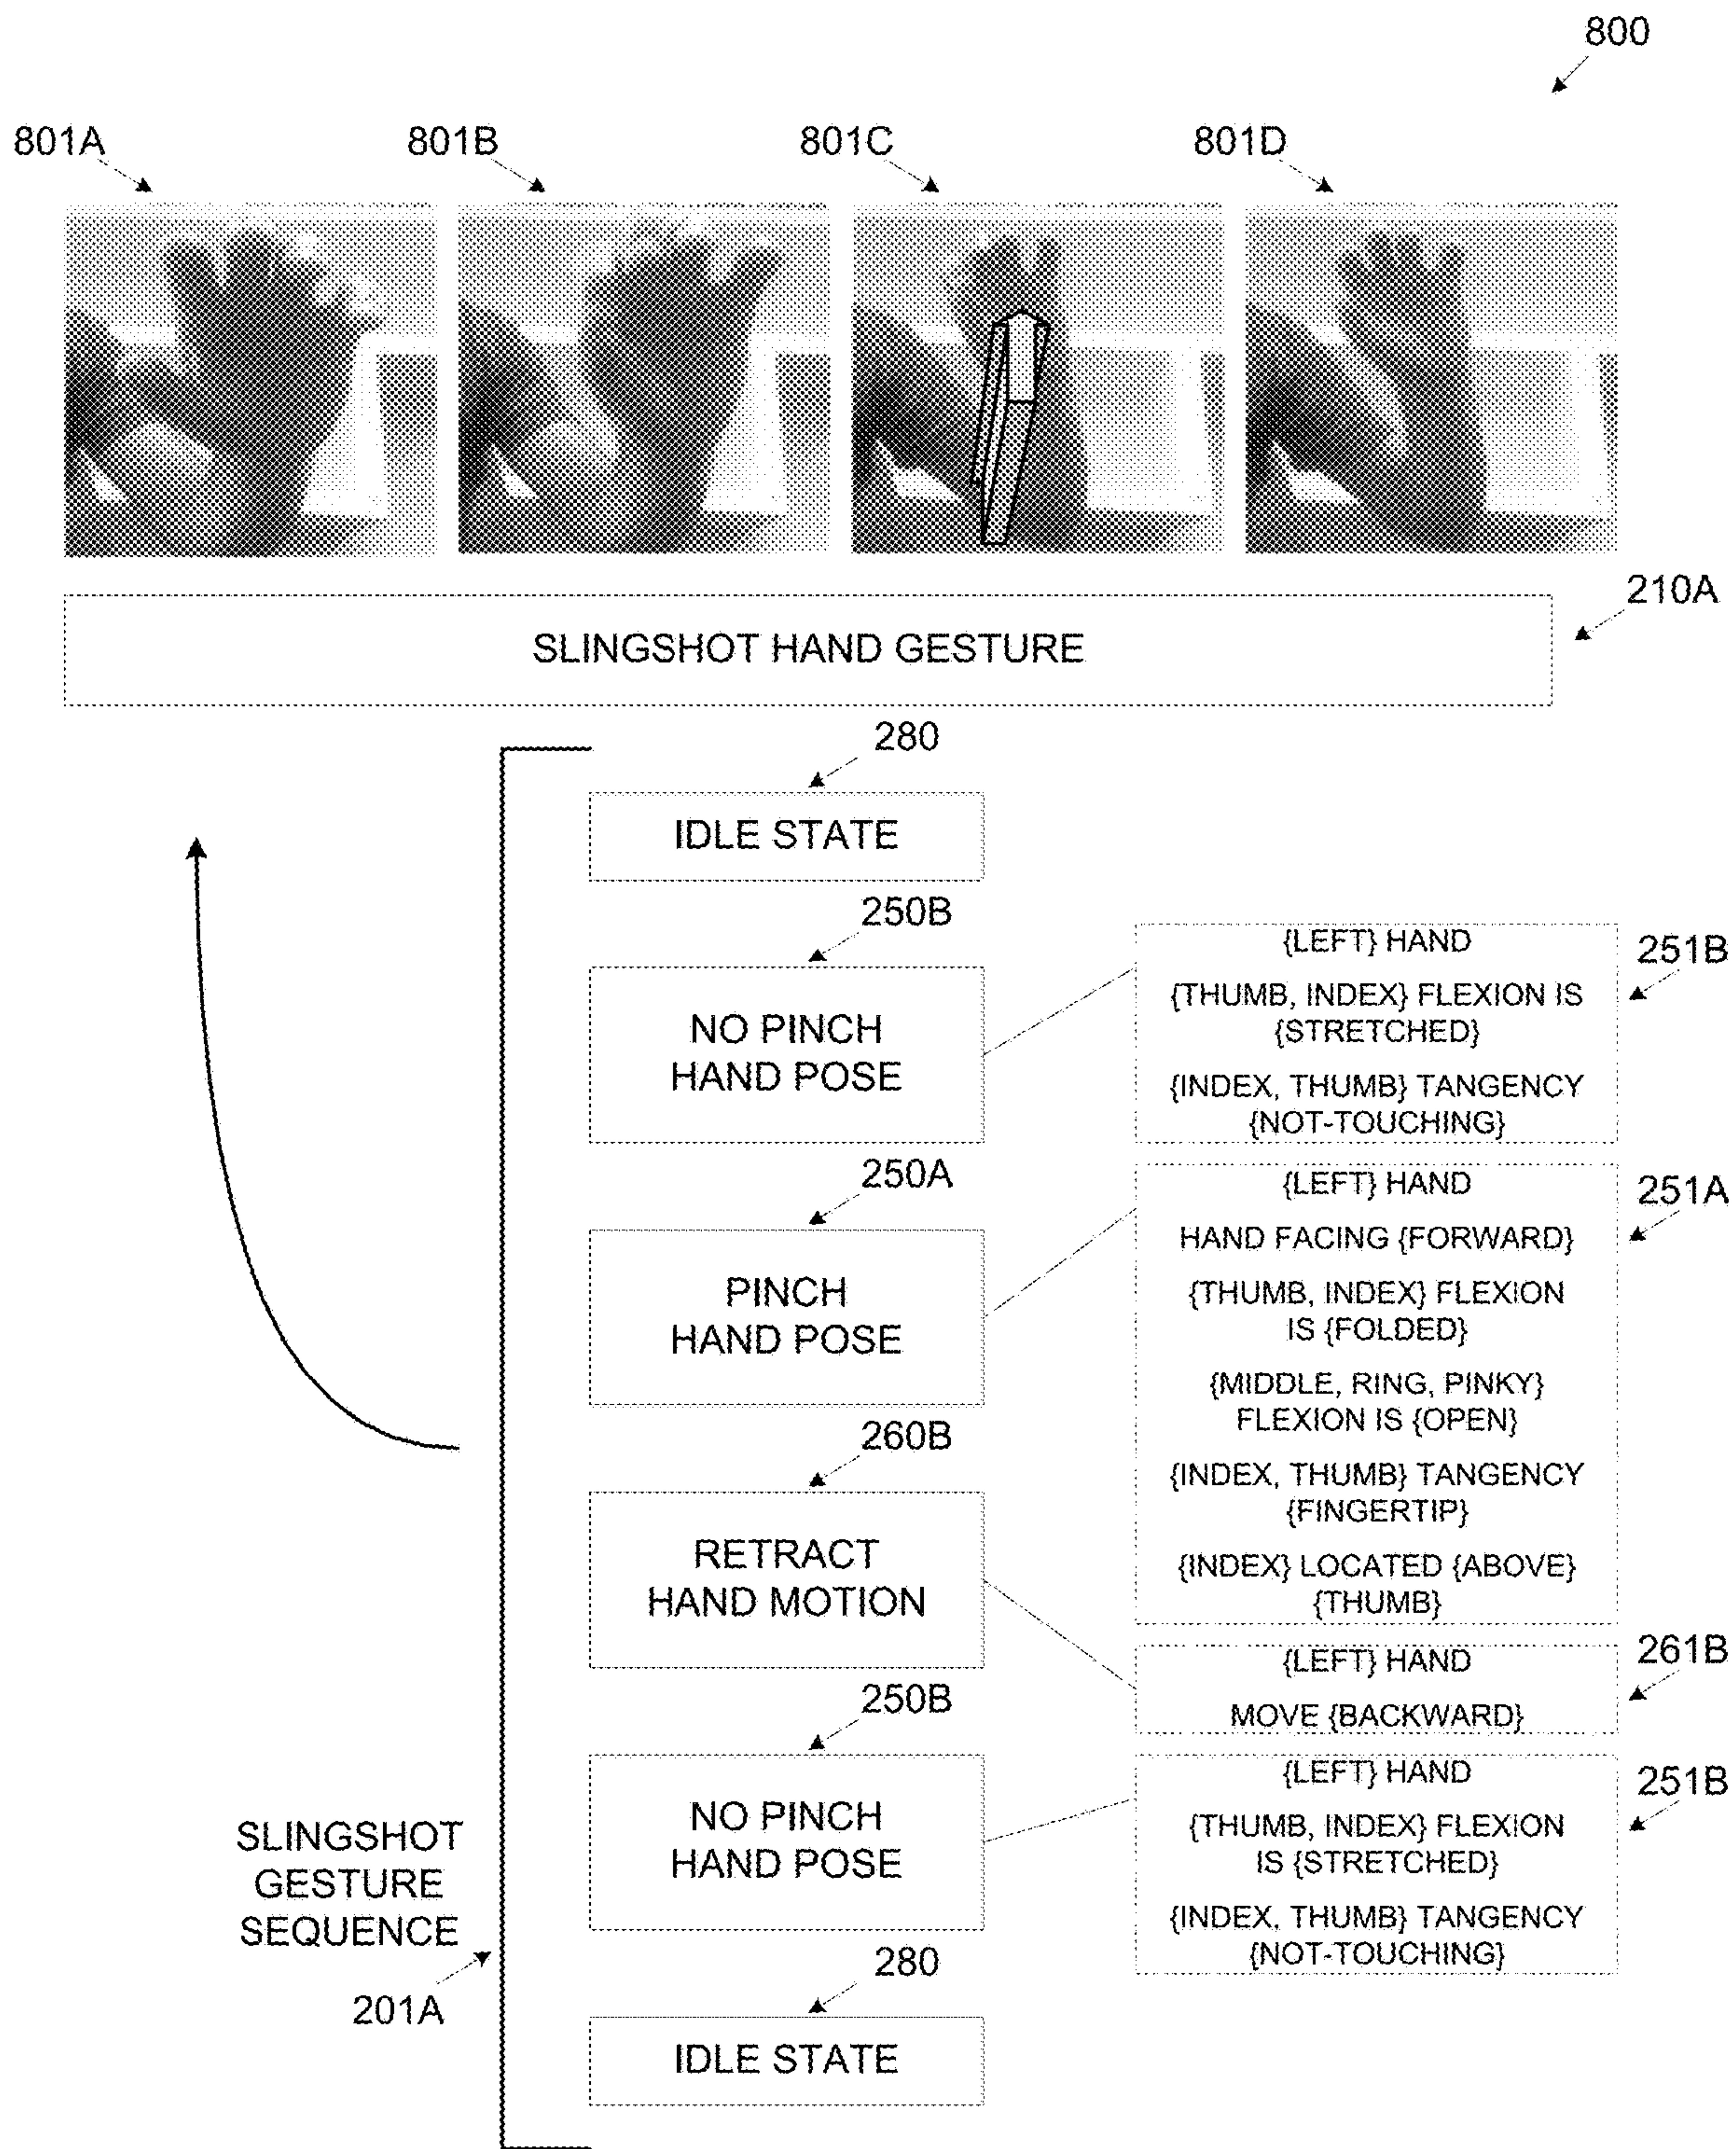 800
801A
801B
801C
801D
210A
SLINGSHOT HAND GESTURE
280
IDLE STATE
250B
NO PINCH
HAND POSE
{LEFT} HAND
{THUMB, INDEX} FLEXION IS
{STRETCHED}
{INDEX, THUMB} TANGENCY
{NOT-TOUCHING}
251B
250A
PINCH
HAND POSE
{LEFT} HAND
HAND FACING {FORWARD}
{THUMB, INDEX} FLEXION
IS {FOLDED}
{MIDDLE, RING, PINKY}
FLEXION IS {OPEN}
{INDEX, THUMB} TANGENCY
{FINGERTIP}
{INDEX} LOCATED {ABOVE}
{THUMB}
251A
260B
RETRACT
HAND MOTION
{LEFT} HAND
MOVE {BACKWARD}
261B
250B
NO PINCH
HAND POSE
{LEFT} HAND
{THUMB, INDEX} FLEXION
IS {STRETCHED}
{INDEX, THUMB} TANGENCY
{NOT-TOUCHING}
251B
SLINGSHOT
GESTURE
SEQUENCE
201A
280
IDLE STATE